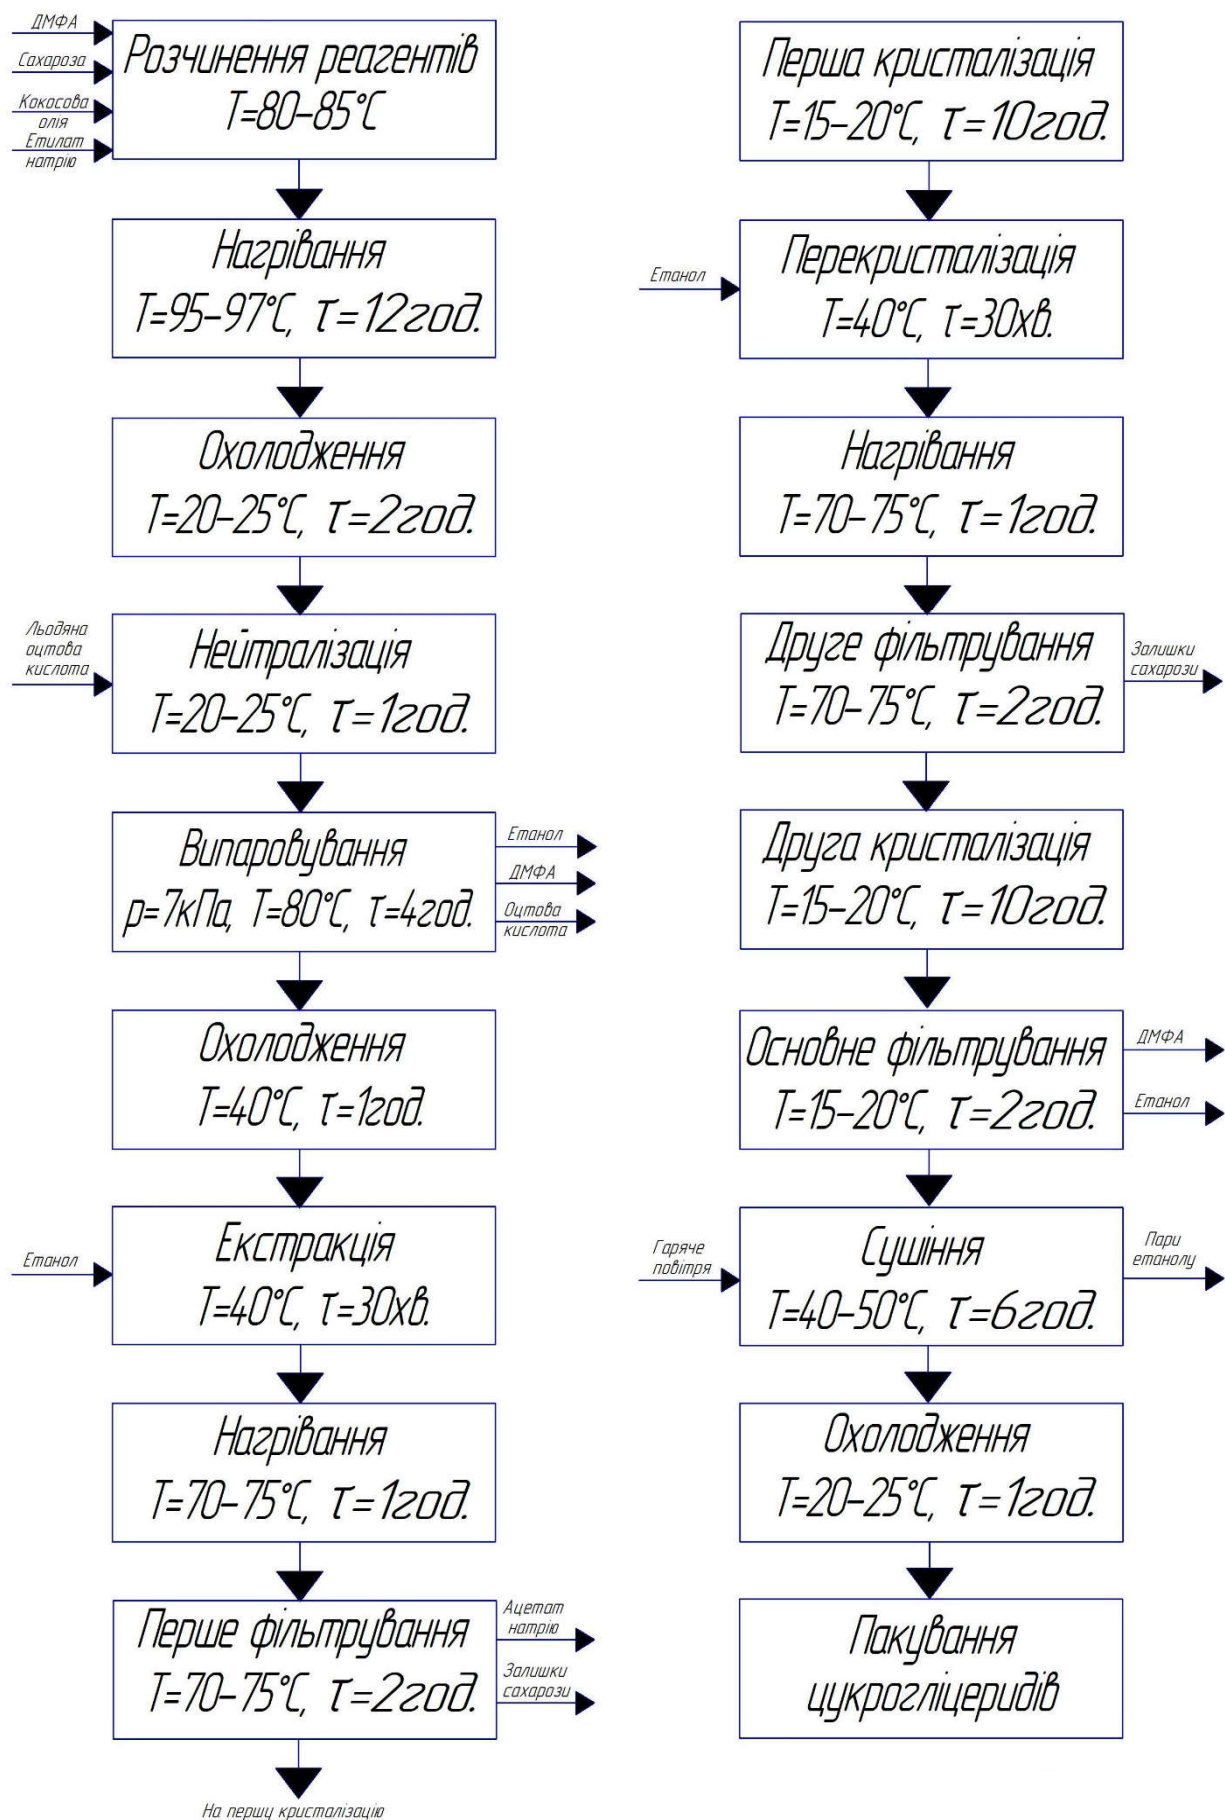 ДМФА
Сахароза
Кокосова
олія
Етилат
натрію
Розчинення реагентів
T=80-85°C
Нагрівання
T=95-97°C, τ=12год.
Охолодження
T=20-25°C, τ=2год.
Льодяна
оцтова
кислота
Нейтралізація
T=20-25°C, τ=1год.
Випаровування
p=7кПа, T=80°C, τ=4год.
Етанол
ДМФА
Оцтова
кислота
Охолодження
T=40°C, τ=1год.
Етанол
Екстракція
T=40°C, τ=30хв.
Нагрівання
T=70-75°C, τ=1год.
Перше фільтрування
T=70-75°C, τ=2год.
Ацетат
натрію
Залишки
сахарози
На першу кристалізацію
Перша кристалізація
T=15-20°C, τ=10год.
Етанол
Перекристалізація
T=40°C, τ=30хв.
Нагрівання
T=70-75°C, τ=1год.
Друге фільтрування
T=70-75°C, τ=2год.
Залишки
сахарози
Друга кристалізація
T=15-20°C, τ=10год.
Основне фільтрування
T=15-20°C, τ=2год.
ДМФА
Етанол
Гаряче
повітря
Сушіння
T=40-50°C, τ=6год.
Пари
етанолу
Охолодження
T=20-25°C, τ=1год.
Пакування
цукрогліцеридів